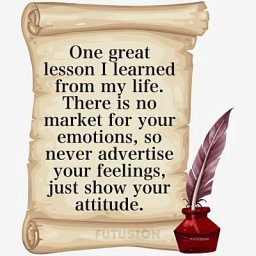 One great
lesson I learned
from my life.
There is no
market for your
emotions, so
never advertise
your feelings,
just show your
attitude.
FUTUSION